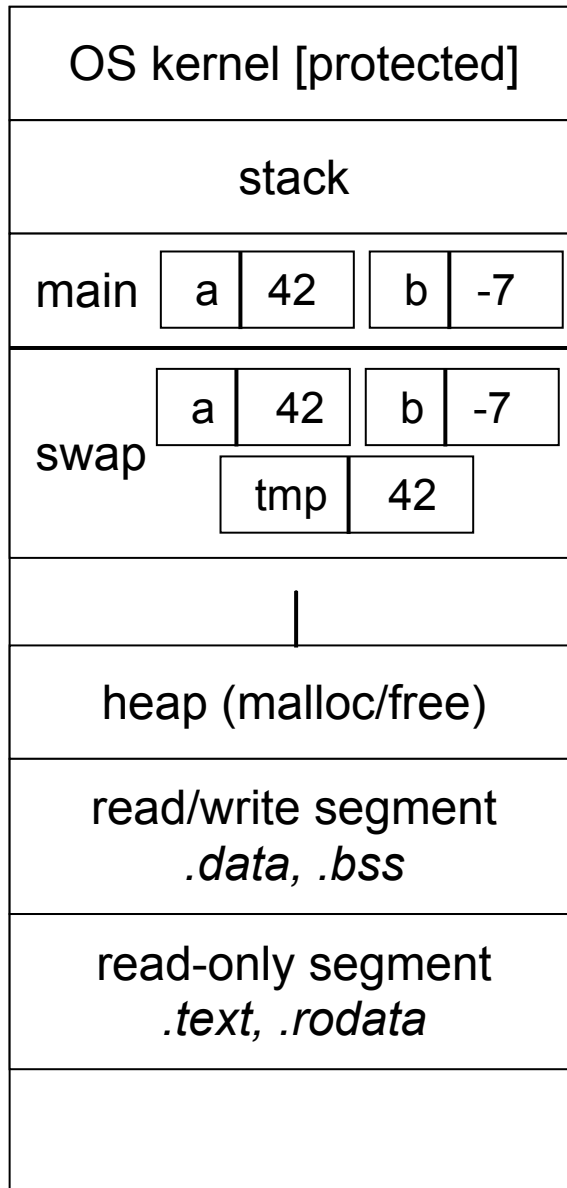 OS kernel [protected]
stack
main a 42 b -7
a 42 b -7
swap
tmp 42
heap (malloc/free)
read/write segment
.data, .bss
read-only segment
.text, .rodata